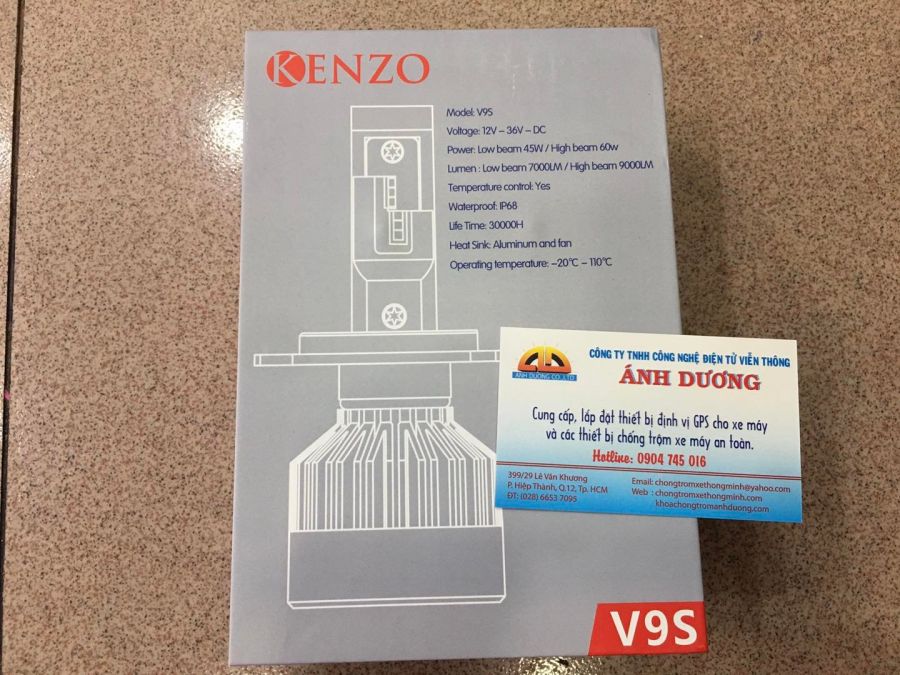 KENZO
Model: V9S
Voltage: 12V – 36V – DC
Power: Low beam 45W / High beam 60w
Lumen : Low beam 7000LM / High beam 9000LM
Temperature control: Yes
Waterproof: IP68
Life Time: 30000H
Heat Sink: Aluminum and fan
Operating temperature: –20℃ – 110℃
CÔNG TY TNHH CÔNG NGHỆ ĐIỆN TỬ VIỄN THÔNG
ÁNH DƯƠNG
ANH DUONG CO.,LTD
Cung cấp, lắp đặt thiết bị định vị GPS cho xe máy
và các thiết bị chống trộm xe máy an toàn.
Hotline: 0904 745 016
399/29 Lê Văn Khương
P. Hiệp Thành, Q.12, Tp. HCM
ĐT: (028) 6653 7095
Email: chongtromxethongminh@yahoo.com
Web : chongtromxethongminh.com
khoachongtromanhduong.com
V9S